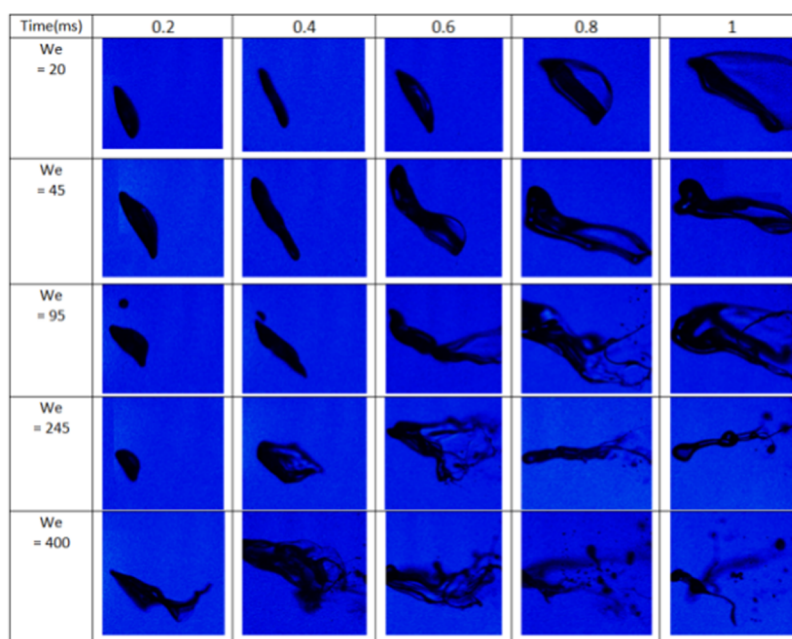 Time(ms) 0.2 0.4 0.6 0.8 1
We
= 20
We
= 45
We
= 95
We
= 245
We
= 400